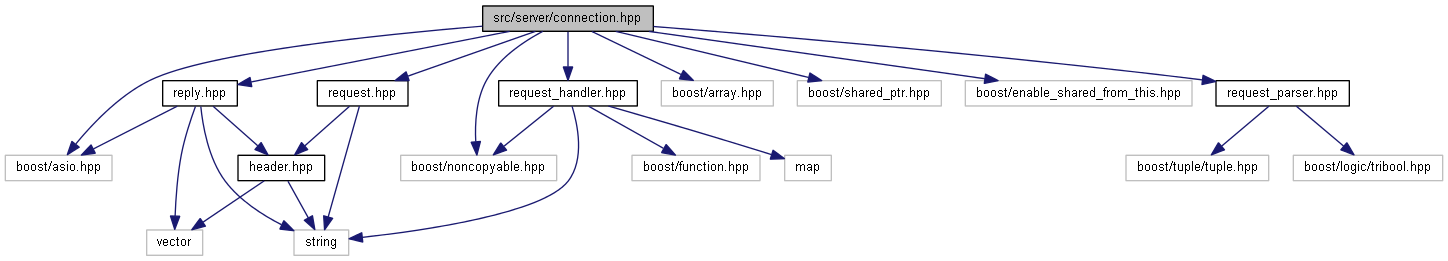 src/server/connection.hpp
reply.hpp
request.hpp
request_handler.hpp
boost/array.hpp
boost/shared_ptr.hpp
boost/enable_shared_from_this.hpp
request_parser.hpp
boost/asio.hpp
header.hpp
boost/noncopyable.hpp
boost/function.hpp
map
boost/tuple/tuple.hpp
boost/logic/tribool.hpp
vector
string